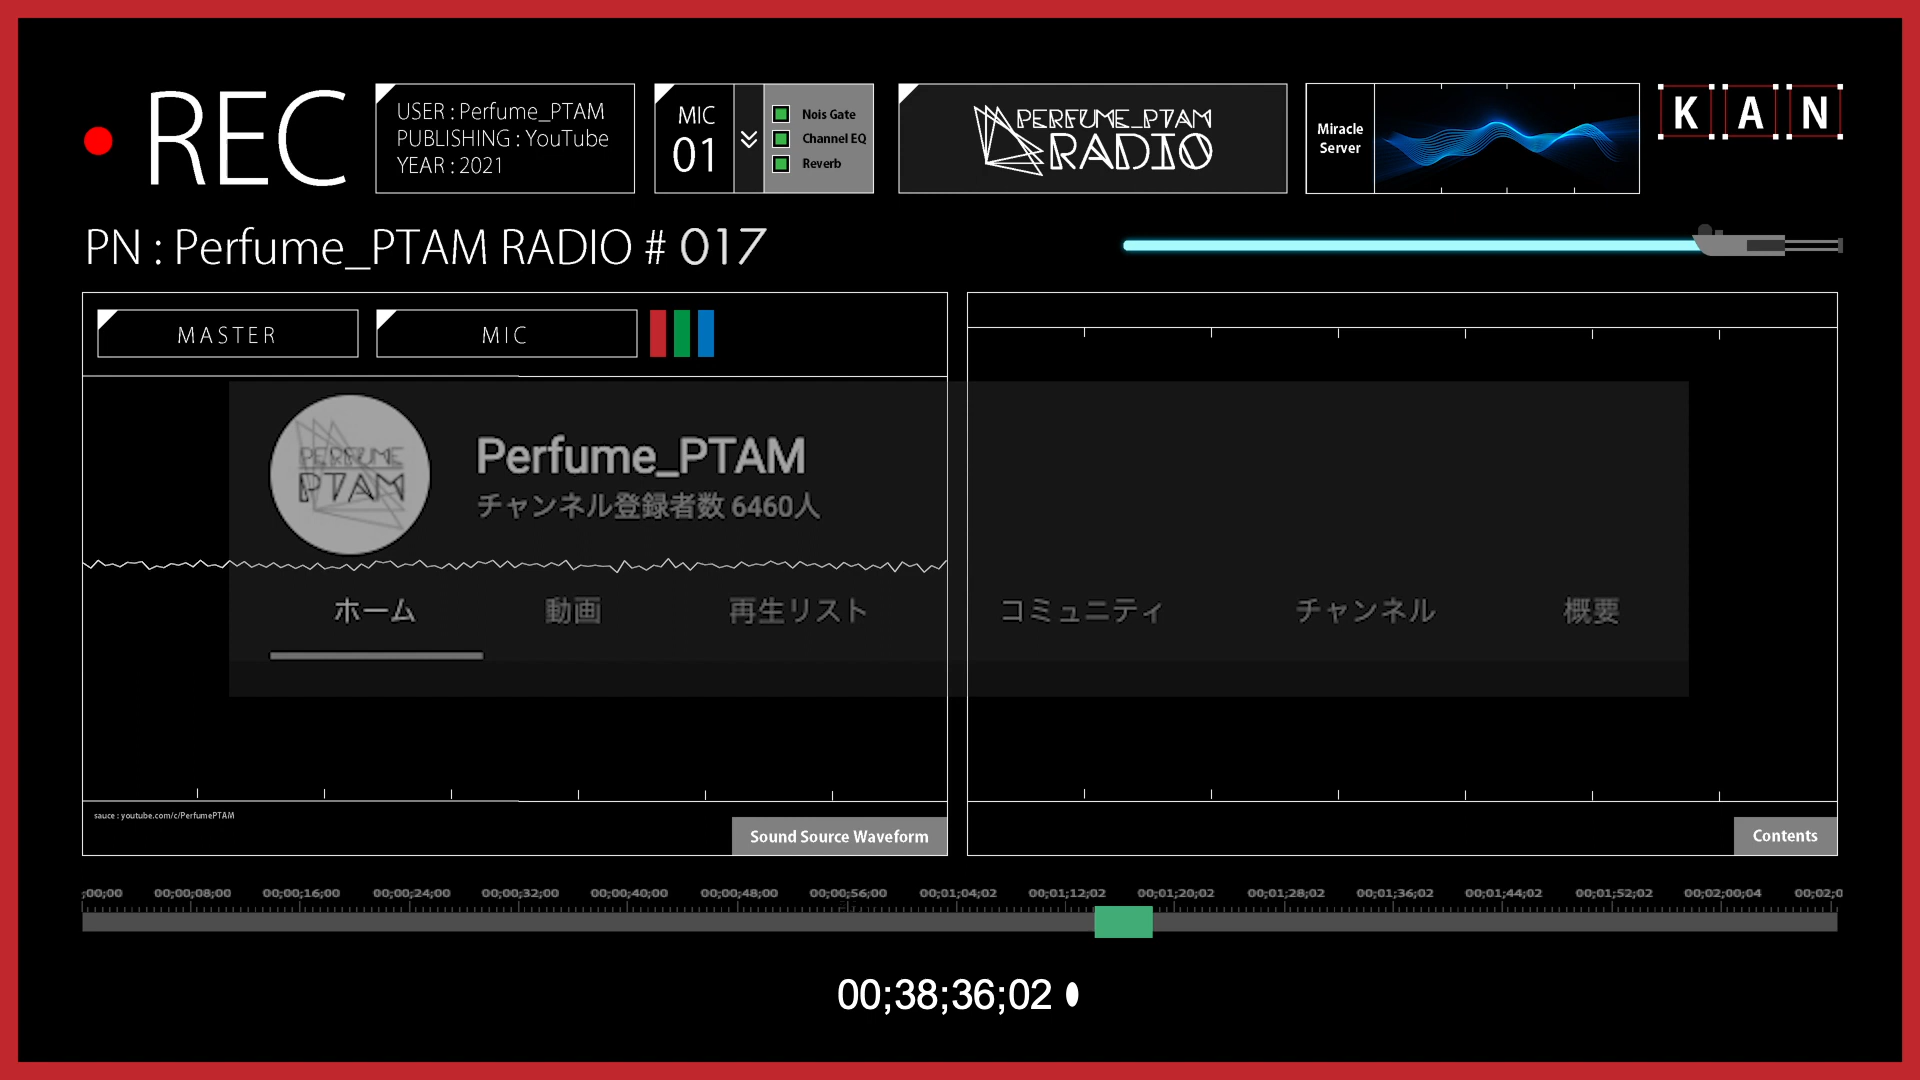 REC
USER : Perfume_PTAM
PUBLISHING : YouTube
YEAR : 2021
MIC
01
Nois Gate
Channel EQ
Reverb
PERFUME_PTAM
RADIO
Miracle
Server
K A N
PN : Perfume_PTAM RADIO # 017
MASTER
MIC
PERFUME
PTAM
Perfume_PTAM
チャンネル登録者数 6460人
ホーム 動画 再生リスト コミュニティ チャンネル 概要
sauce : youtube.com/c/PerfumePTAM
Sound Source Waveform
Contents
;00;00 00;00;08;00 00;00;16;00 00;00;24;00 00;00;32;00 00;00;40;00 00;00;48;00 00;00;56;00 00;01;04;02 00;01;12;02 00;01;20;02 00;01;28;02 00;01;36;02 00;01;44;02 00;01;52;02 00;02;00;04 00;02;0
00;38;36;02